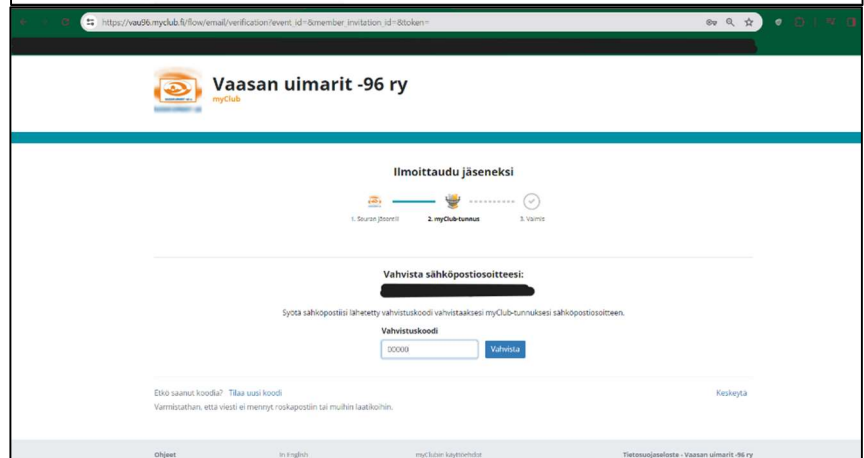 https://vau96.myclub.fi/flow/email/verification?event_id=&member_invitation_id=&token=
Vaasan uimarit -96 ry
myClub
Ilmoittaudu jäseneksi
1. Seuran jäseneksi 2. myClub-tunnus 3. Valmis
Vahvista sähköpostiosoitteesi:
Syötä sähköpostiisi lähetetty vahvistuskoodi vahvistaaksesi myClub-tunnuksesi sähköpostiosoitteen.
Vahvistuskoodi
00000 Vahvista
Etkö saanut koodia? Tilaa uusi koodi Keskeytä
Varmistathan, että viesti ei mennyt roskapostiin tai muihin laatikoihin.
Ohjeet In English myClubin käyttöehdot Tietosuojaseloste - Vaasan uimarit -96 ry